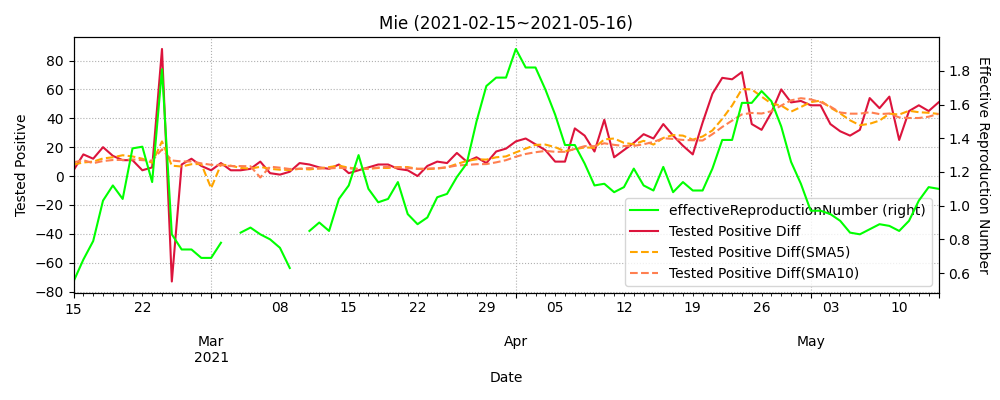 Mie (2021-02-15~2021-05-16)
Tested Positive
80
60
40
20
0
−20
−40
−60
−80
1.8
1.6
1.4
1.2
1.0
0.8
0.6
Effective Reproduction Number
effectiveReproductionNumber (right)
Tested Positive Diff
Tested Positive Diff(SMA5)
Tested Positive Diff(SMA10)
15 22 08 15 22 29 05 12 19 26 03 10
Mar Apr May
2021
Date